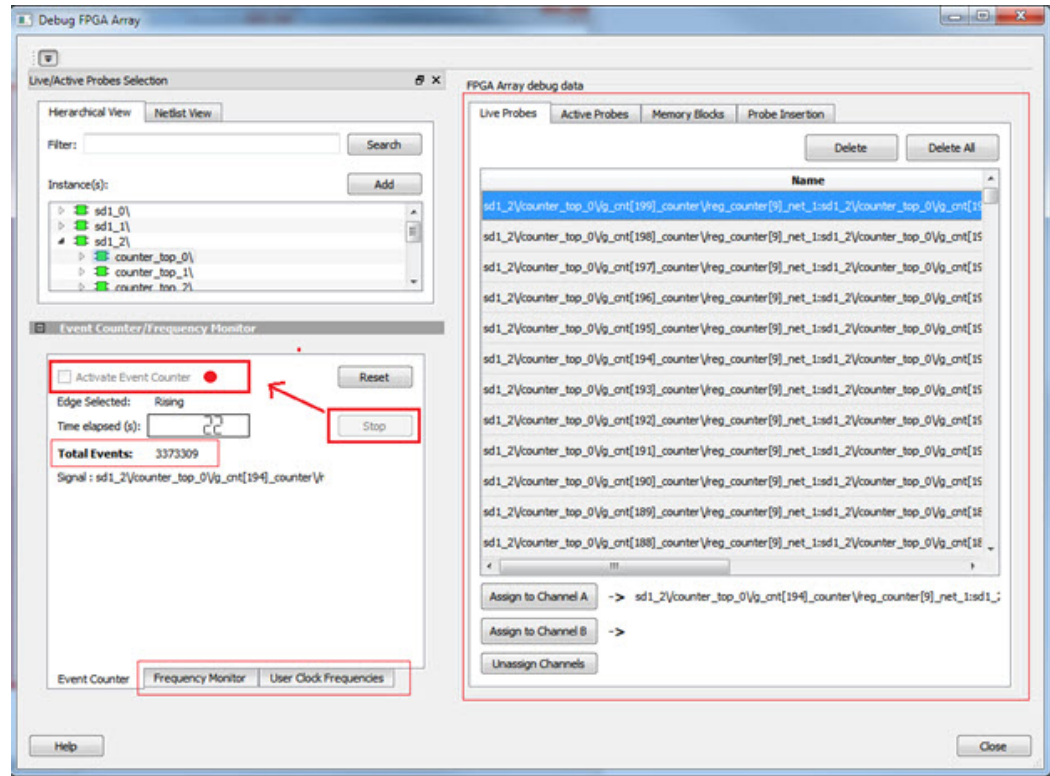 Debug FPGA Array
Live/Active Probes Selection
Hierarchical View Netlist View
Filter: Search
Instance(s): Add
sd1_0\
sd1_1\
sd1_2\
counter_top_0\
counter_top_1\
counter_top_2\
Event Counter/Frequency Monitor
Activate Event Counter Reset
Edge Selected: Rising
Time elapsed (s): 22 Stop
Total Events: 3373309
Signal : sd1_2\/counter_top_0\/g_cnt[194]_counter\/r
Event Counter Frequency Monitor User Clock Frequencies
Help
FPGA Array debug data
Live Probes Active Probes Memory Blocks Probe Insertion
Delete Delete All
Name
sd1_2\/counter_top_0\/g_cnt[199]_counter\/reg_counter[9]_net_1:sd1_2\/counter_top_0\/g_cnt[19
sd1_2\/counter_top_0\/g_cnt[198]_counter\/reg_counter[9]_net_1:sd1_2\/counter_top_0\/g_cnt[19
sd1_2\/counter_top_0\/g_cnt[197]_counter\/reg_counter[9]_net_1:sd1_2\/counter_top_0\/g_cnt[19
sd1_2\/counter_top_0\/g_cnt[196]_counter\/reg_counter[9]_net_1:sd1_2\/counter_top_0\/g_cnt[19
sd1_2\/counter_top_0\/g_cnt[195]_counter\/reg_counter[9]_net_1:sd1_2\/counter_top_0\/g_cnt[19
sd1_2\/counter_top_0\/g_cnt[194]_counter\/reg_counter[9]_net_1:sd1_2\/counter_top_0\/g_cnt[19
sd1_2\/counter_top_0\/g_cnt[193]_counter\/reg_counter[9]_net_1:sd1_2\/counter_top_0\/g_cnt[19
sd1_2\/counter_top_0\/g_cnt[192]_counter\/reg_counter[9]_net_1:sd1_2\/counter_top_0\/g_cnt[19
sd1_2\/counter_top_0\/g_cnt[191]_counter\/reg_counter[9]_net_1:sd1_2\/counter_top_0\/g_cnt[19
sd1_2\/counter_top_0\/g_cnt[190]_counter\/reg_counter[9]_net_1:sd1_2\/counter_top_0\/g_cnt[19
sd1_2\/counter_top_0\/g_cnt[189]_counter\/reg_counter[9]_net_1:sd1_2\/counter_top_0\/g_cnt[18
sd1_2\/counter_top_0\/g_cnt[188]_counter\/reg_counter[9]_net_1:sd1_2\/counter_top_0\/g_cnt[18
Assign to Channel A -> sd1_2\/counter_top_0\/g_cnt[194]_counter\/reg_counter[9]_net_1:sd1_2
Assign to Channel B ->
Unassign Channels
Close